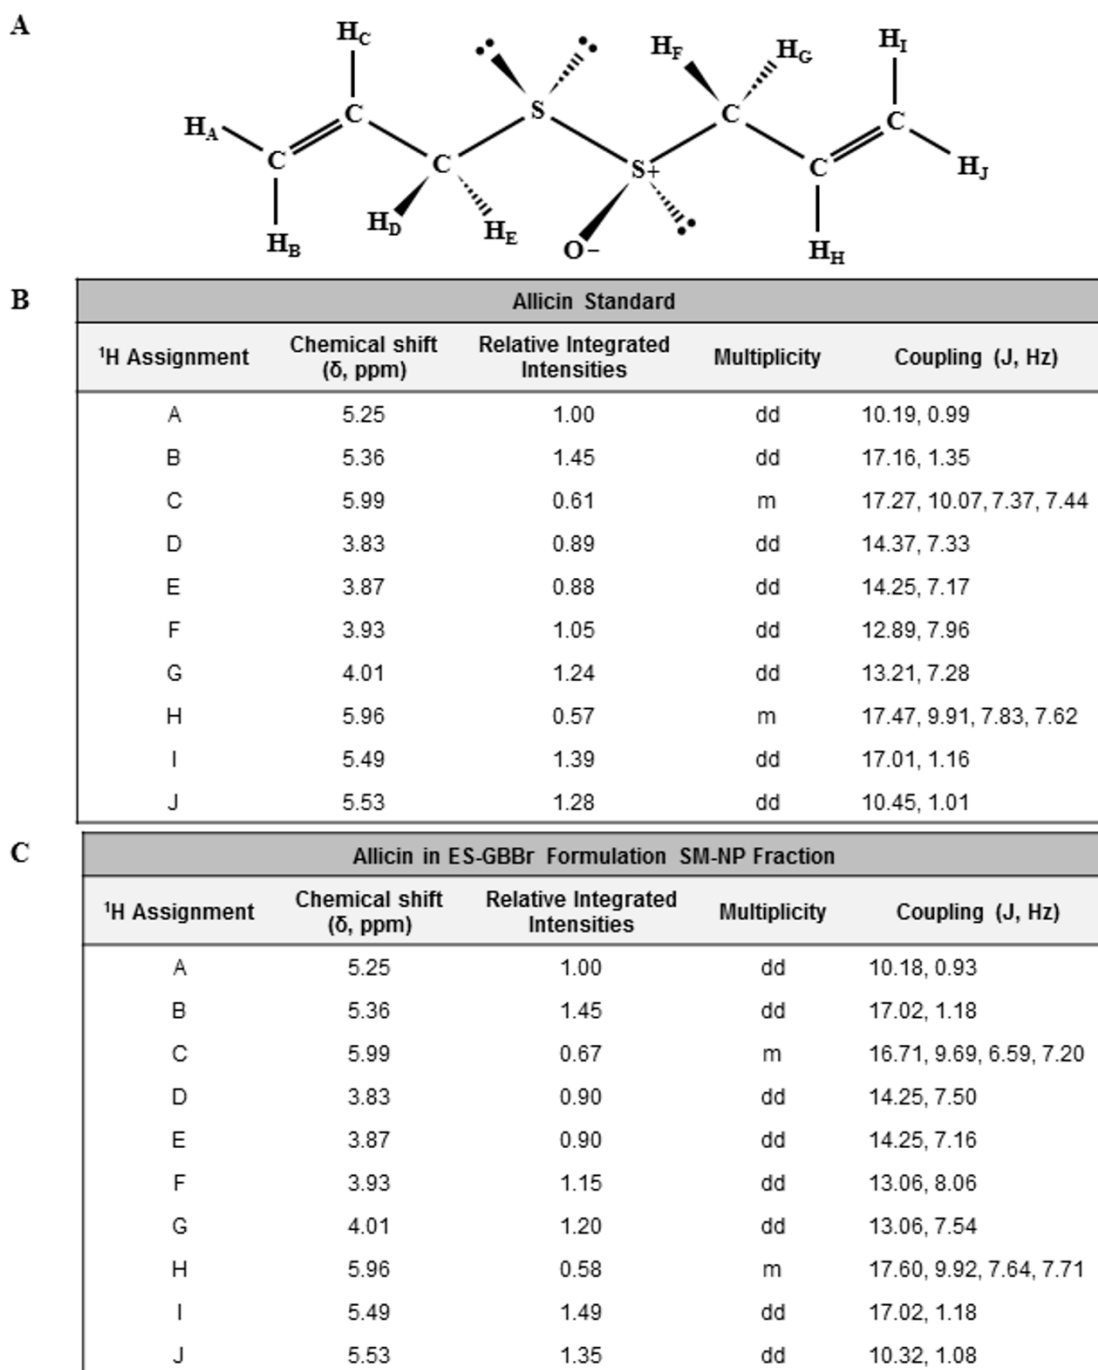 A
H_C H_F H_G H_I
H_A C S C C
C C S+ C H_J
H_D H_E
H_B O− H_H
B
Allicin Standard
¹H Assignment Chemical shift (δ, ppm) Relative Integrated Intensities Multiplicity Coupling (J, Hz)
A 5.25 1.00 dd 10.19, 0.99
B 5.36 1.45 dd 17.16, 1.35
C 5.99 0.61 m 17.27, 10.07, 7.37, 7.44
D 3.83 0.89 dd 14.37, 7.33
E 3.87 0.88 dd 14.25, 7.17
F 3.93 1.05 dd 12.89, 7.96
G 4.01 1.24 dd 13.21, 7.28
H 5.96 0.57 m 17.47, 9.91, 7.83, 7.62
I 5.49 1.39 dd 17.01, 1.16
J 5.53 1.28 dd 10.45, 1.01
C
Allicin in ES-GBBr Formulation SM-NP Fraction
¹H Assignment Chemical shift (δ, ppm) Relative Integrated Intensities Multiplicity Coupling (J, Hz)
A 5.25 1.00 dd 10.18, 0.93
B 5.36 1.45 dd 17.02, 1.18
C 5.99 0.67 m 16.71, 9.69, 6.59, 7.20
D 3.83 0.90 dd 14.25, 7.50
E 3.87 0.90 dd 14.25, 7.16
F 3.93 1.15 dd 13.06, 8.06
G 4.01 1.20 dd 13.06, 7.54
H 5.96 0.58 m 17.60, 9.92, 7.64, 7.71
I 5.49 1.49 dd 17.02, 1.18
J 5.53 1.35 dd 10.32, 1.08